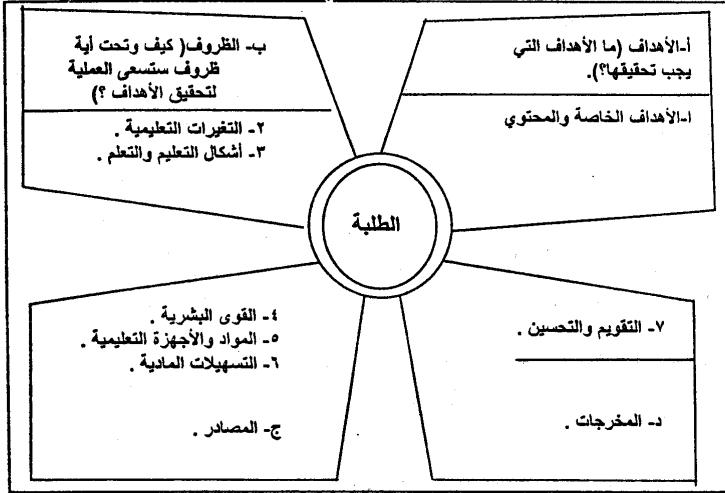 أ-الأهداف (ما الأهداف التي
يجب تحقيقها؟).
ا-الأهداف الخاصة والمحتوي
ب- الظروف( كيف وتحت أية
ظروف ستسعى العملية
لتحقيق الأهداف ؟)
٢- التغيرات التعليمية .
٣- أشكال التعليم والتعلم .
الطلبة
٤- القوى البشرية .
٥- المواد والأجهزة التعليمية .
٦- التسهيلات المادية .
ج- المصادر .
٧- التقويم والتحسين .
د- المخرجات .